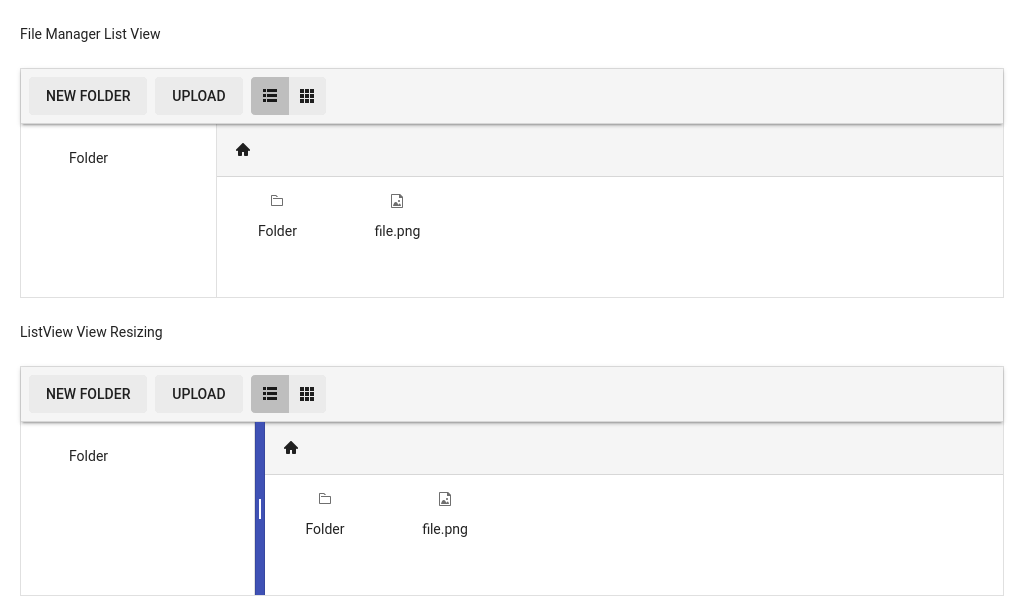 File Manager List View
NEW FOLDER UPLOAD
Folder
Folder file.png
ListView View Resizing
NEW FOLDER UPLOAD
Folder
Folder file.png